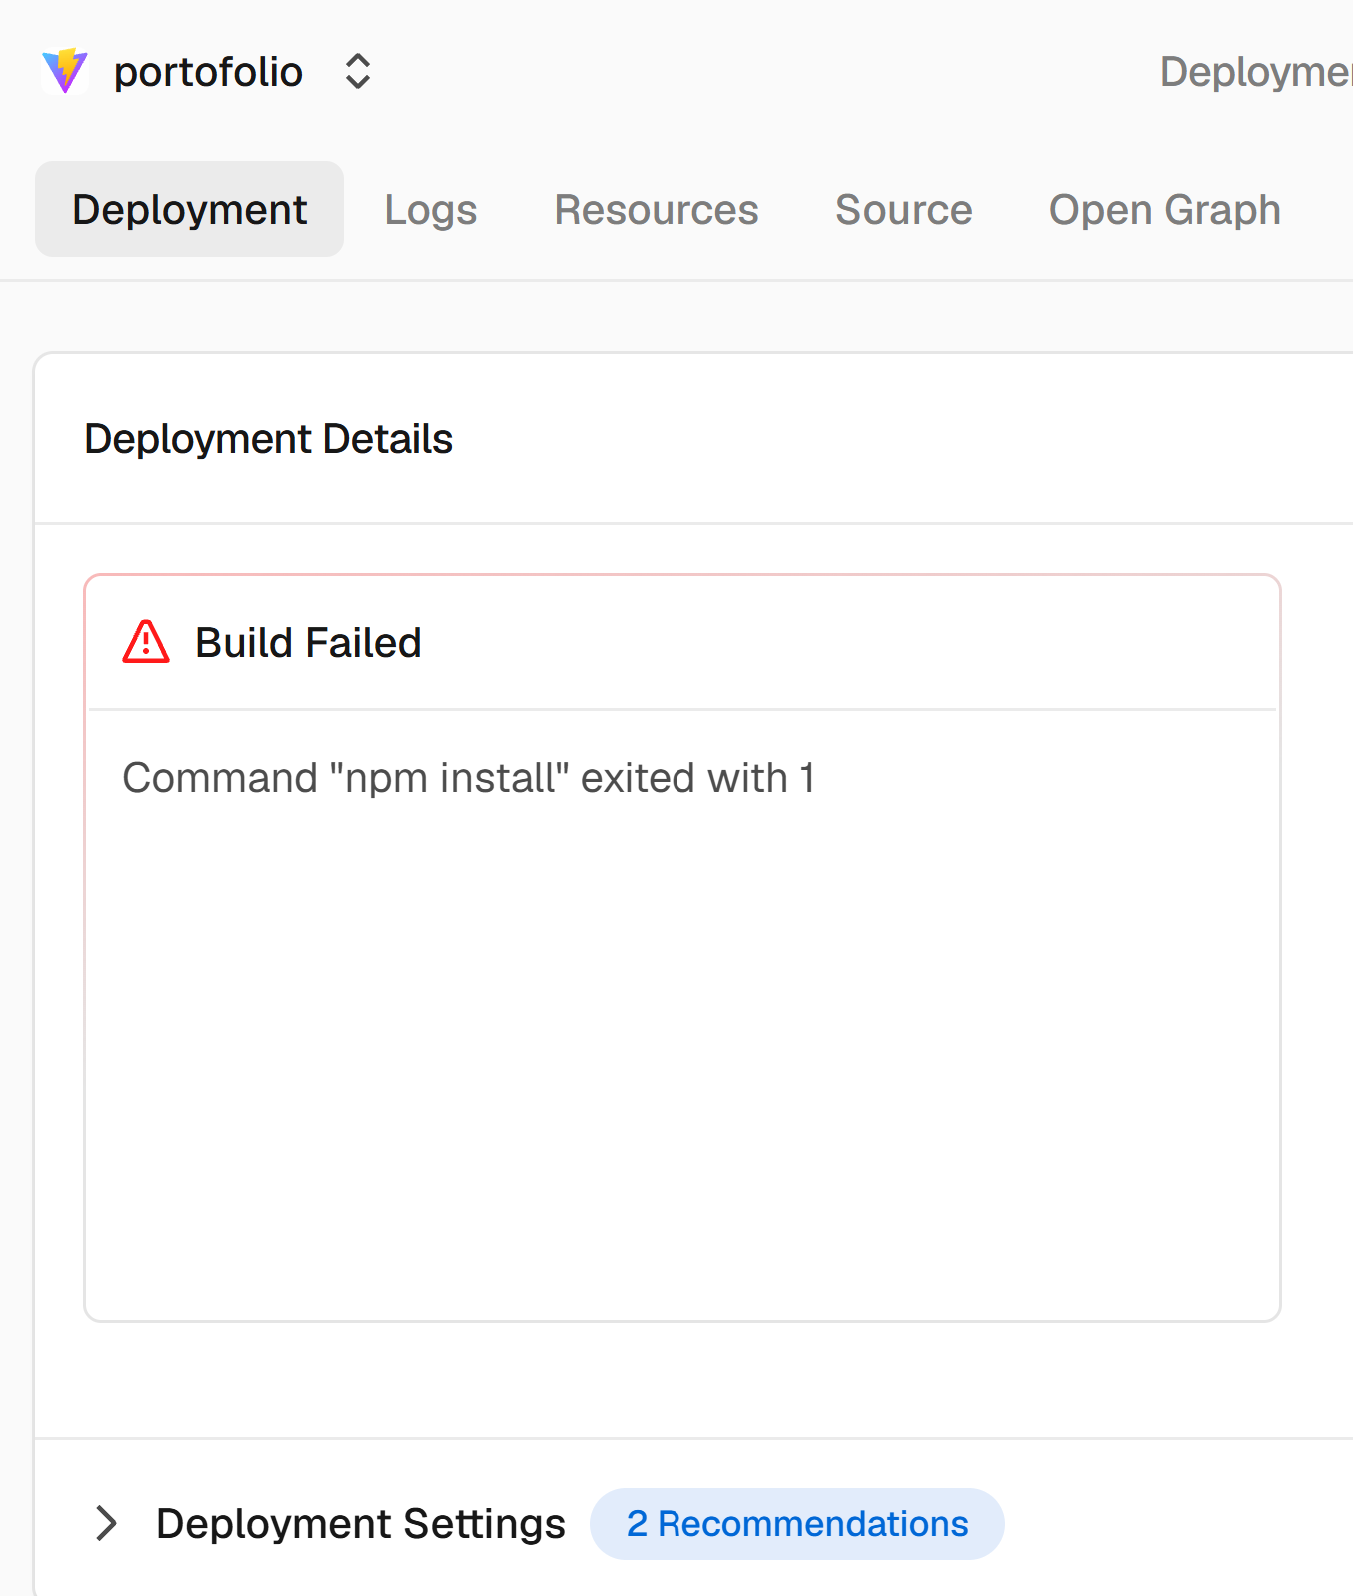 portofolio
Deployment Logs Resources Source Open Graph
Deployment Details
Build Failed
Command "npm install" exited with 1
Deployment Settings 2 Recommendations